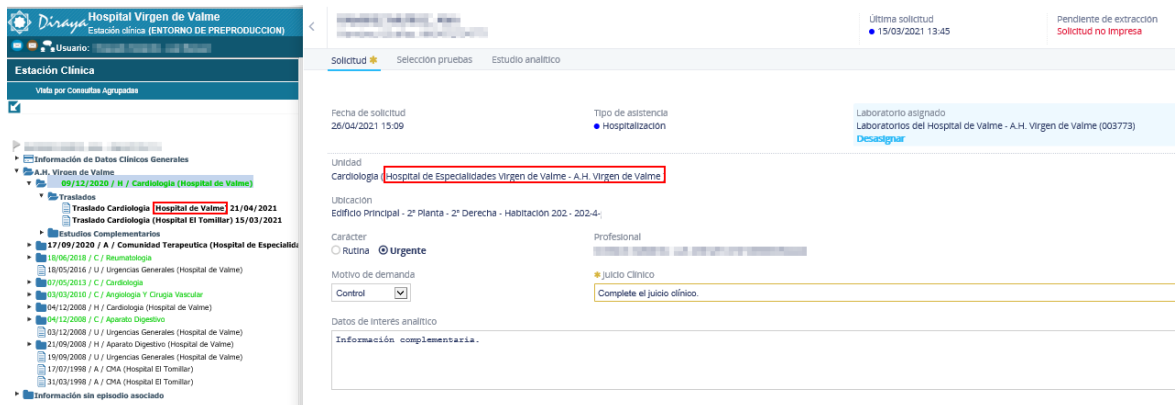 Diraya Hospital Virgen de Valme
Estación clínica (ENTORNO DE PREPRODUCCION)
Usuario:
Estación Clínica
Vista por Consultas Agrupadas
Información de Datos Clínicos Generales
A.H. Virgen de Valme
09/12/2020 / H / Cardiología (Hospital de Valme)
Traslados
Traslado Cardiología (Hospital de Valme) 21/04/2021
Traslado Cardiología (Hospital El Tomillar) 15/03/2021
Estudios Complementarios
17/09/2020 / A / Comunidad Terapeutica (Hospital de Especialida
18/06/2018 / C / Reumatología
18/05/2016 / U / Urgencias Generales (Hospital de Valme)
07/05/2013 / C / Cardiología
03/03/2010 / C / Angiología Y Cirugía Vascular
04/12/2008 / H / Cardiología (Hospital de Valme)
04/12/2008 / C / Aparato Digestivo
03/12/2008 / U / Urgencias Generales (Hospital de Valme)
21/09/2008 / H / Aparato Digestivo (Hospital de Valme)
19/09/2008 / U / Urgencias Generales (Hospital de Valme)
17/07/1998 / A / CMA (Hospital El Tomillar)
31/03/1998 / A / CMA (Hospital El Tomillar)
Información sin episodio asociado
Última solicitud
15/03/2021 13:45
Pendiente de extracción
Solicitud no impresa
Solicitud Selección pruebas Estudio analítico
Fecha de solicitud
26/04/2021 15:09
Tipo de asistencia
Hospitalización
Laboratorio asignado
Laboratorios del Hospital de Valme - A.H. Virgen de Valme (003773)
Desasignar
Unidad
Cardiología (Hospital de Especialidades Virgen de Valme - A.H. Virgen de Valme
Ubicación
Edificio Principal - 2ª Planta - 2ª Derecha - Habitación 202 - 202-4-
Carácter
Rutina Urgente
Profesional
Motivo de demanda
Control
* Juicio Clínico
Complete el juicio clínico.
Datos de interés analítico
Información complementaria.